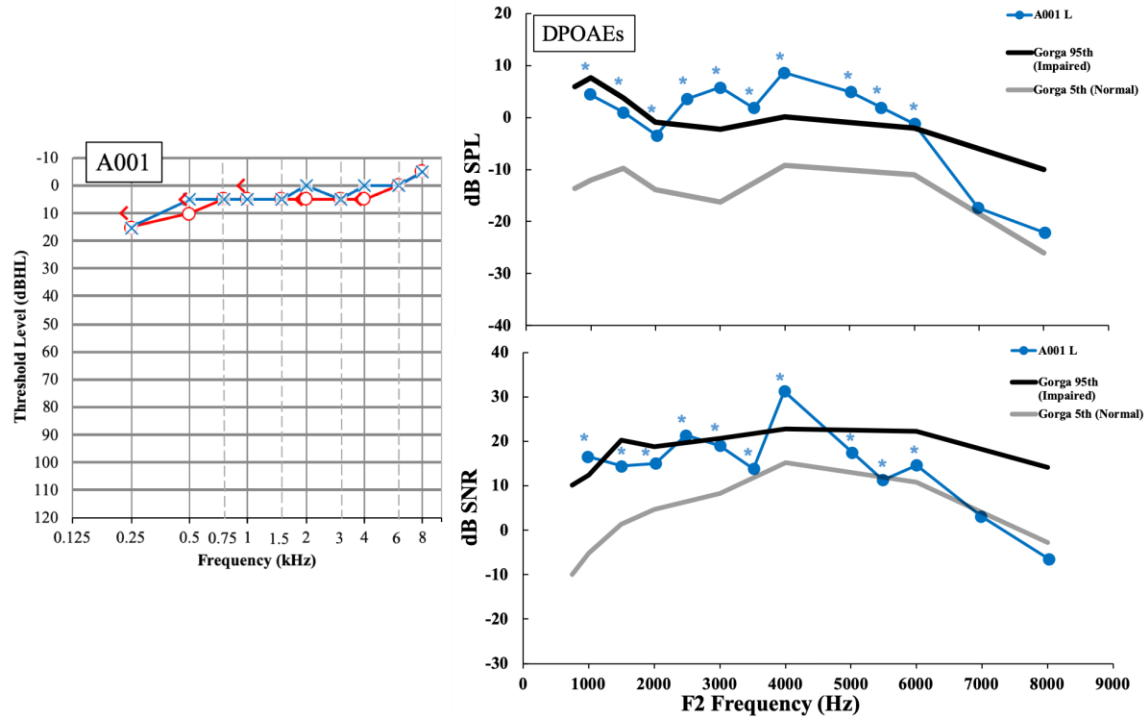 A001
Threshold Level (dBHL)
-10
0
10
20
30
40
50
60
70
80
90
100
110
120
0.125 0.25 0.5 0.75 1 1.5 2 3 4 6 8
Frequency (kHz)
DPOAEs
A001 L
Gorga 95th
(Impaired)
Gorga 5th (Normal)
dB SPL
20
10
0
-10
-20
-30
-40
* * * * * * * * * *
A001 L
Gorga 95th
(Impaired)
Gorga 5th (Normal)
dB SNR
40
30
20
10
0
-10
-20
-30
* * * * * * * * * *
0 1000 2000 3000 4000 5000 6000 7000 8000 9000
F2 Frequency (Hz)